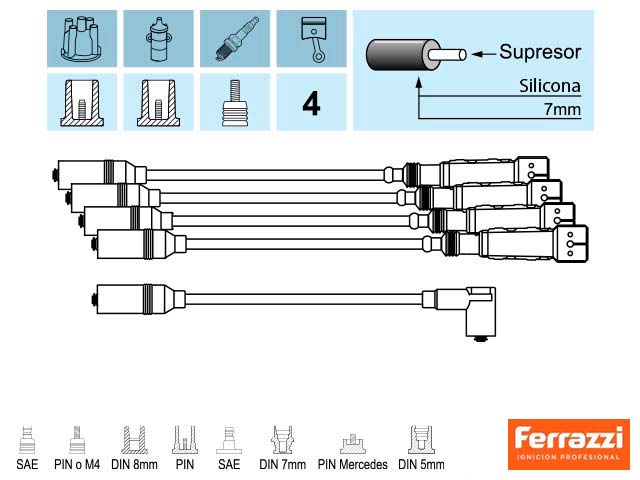 4
Supresor
Silicona
7mm
SAE PIN o M4 DIN 8mm PIN SAE DIN 7mm PIN Mercedes DIN 5mm
Ferrazzi
IGNICION PROFESIONAL